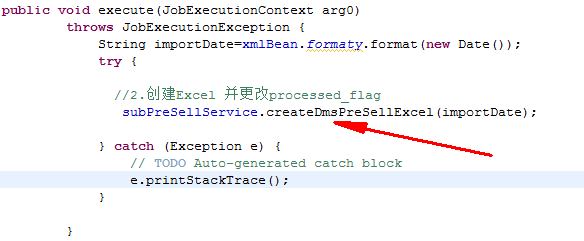 public void execute(JobExecutionContext arg0)
throws JobExecutionException {
String importDate=xmlBean.formaty.format(new Date());
try {
//2.创建Excel 并更改processed_flag
subPreSellService.createDmsPreSellExcel(importDate);
} catch (Exception e) {
// TODO Auto-generated catch block
e.printStackTrace();
}
}